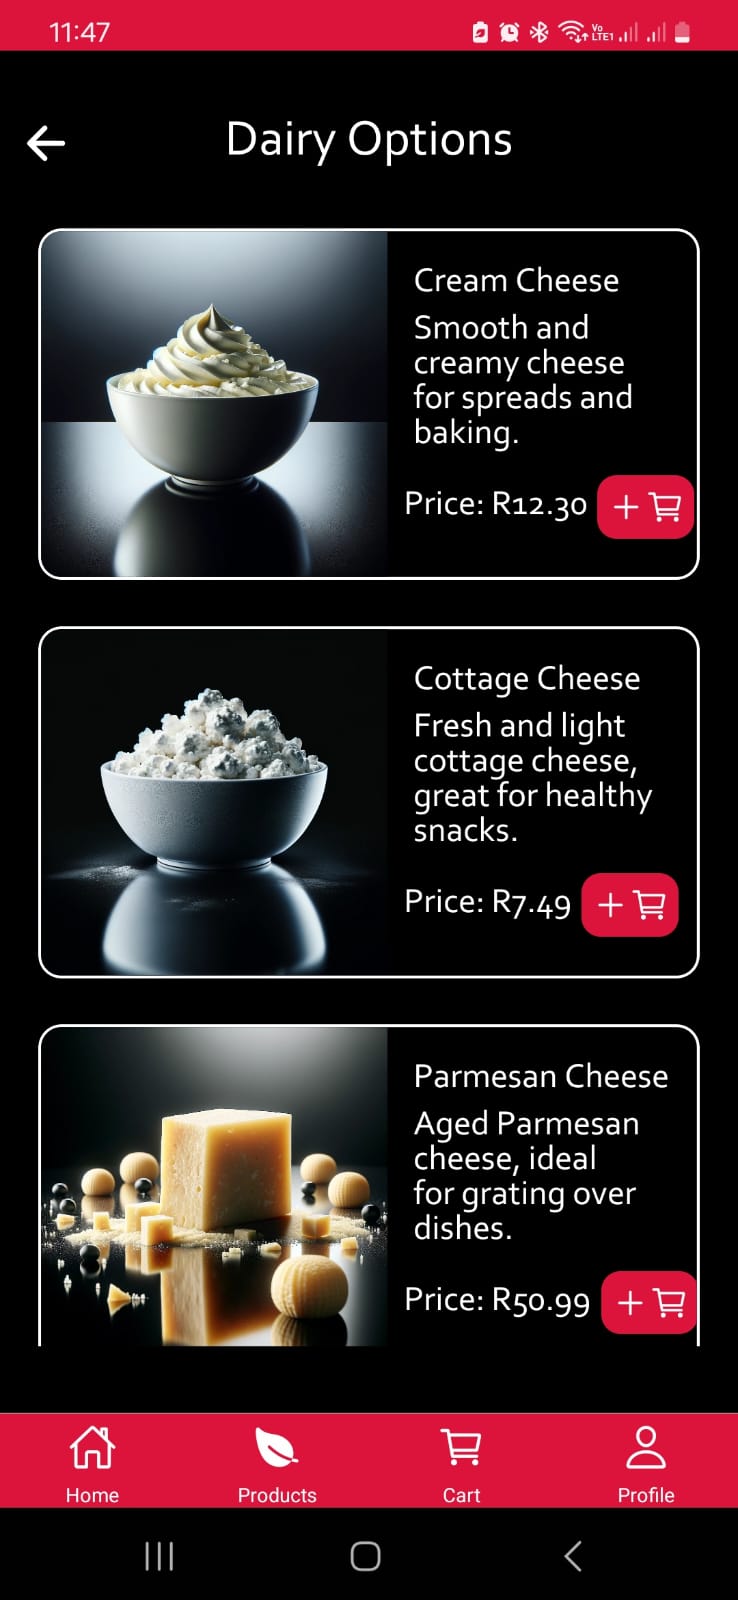 11:47
Vo
LTE1
Dairy Options
Cream Cheese
Smooth and
creamy cheese
for spreads and
baking.
Price: R12.30
Cottage Cheese
Fresh and light
cottage cheese,
great for healthy
snacks.
Price: R7.49
Parmesan Cheese
Aged Parmesan
cheese, ideal
for grating over
dishes.
Price: R50.99
Home
Products
Cart
Profile